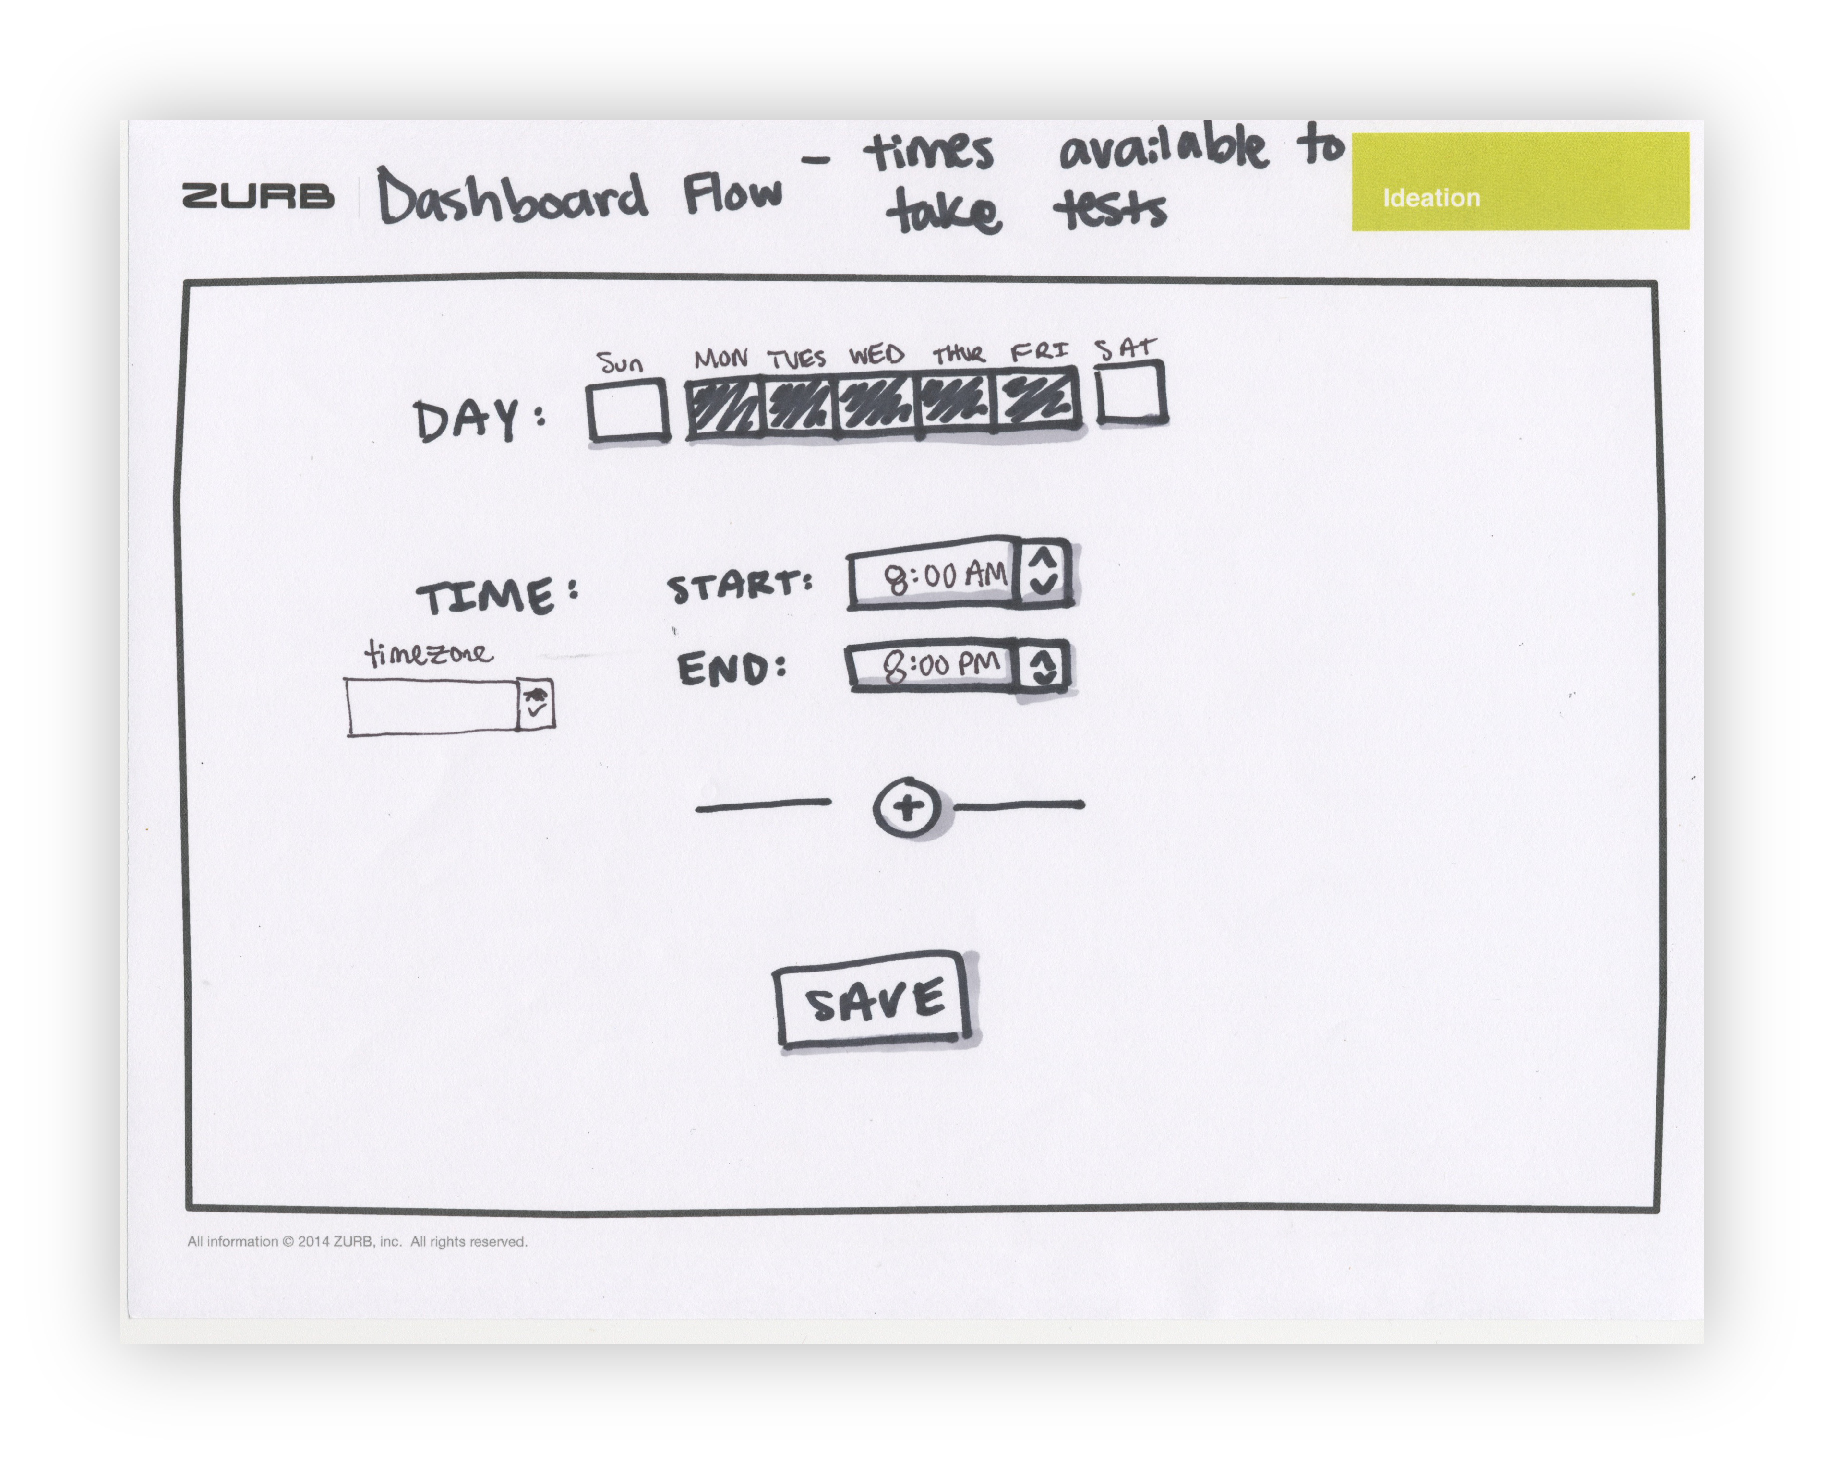 ZURB Dashboard Flow - times available to
take tests
Ideation
Sun MON TUES WED THUR FRI SAT
DAY:
TIME: START: 8:00 AM
timezone
END: 8:00 PM
+
SAVE
All information © 2014 ZURB, inc. All rights reserved.